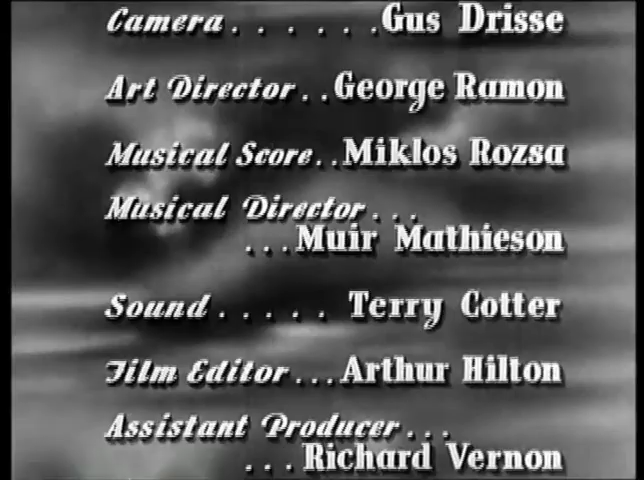 Camera . . . . . . Gus Drisse
Art Director . . George Ramon
Musical Score . . Miklos Rozsa
Musical Director . . .
. . . Muir Mathieson
Sound . . . . . Terry Cotter
Film Editor . . . Arthur Hilton
Assistant Producer . . .
. . . Richard Vernon